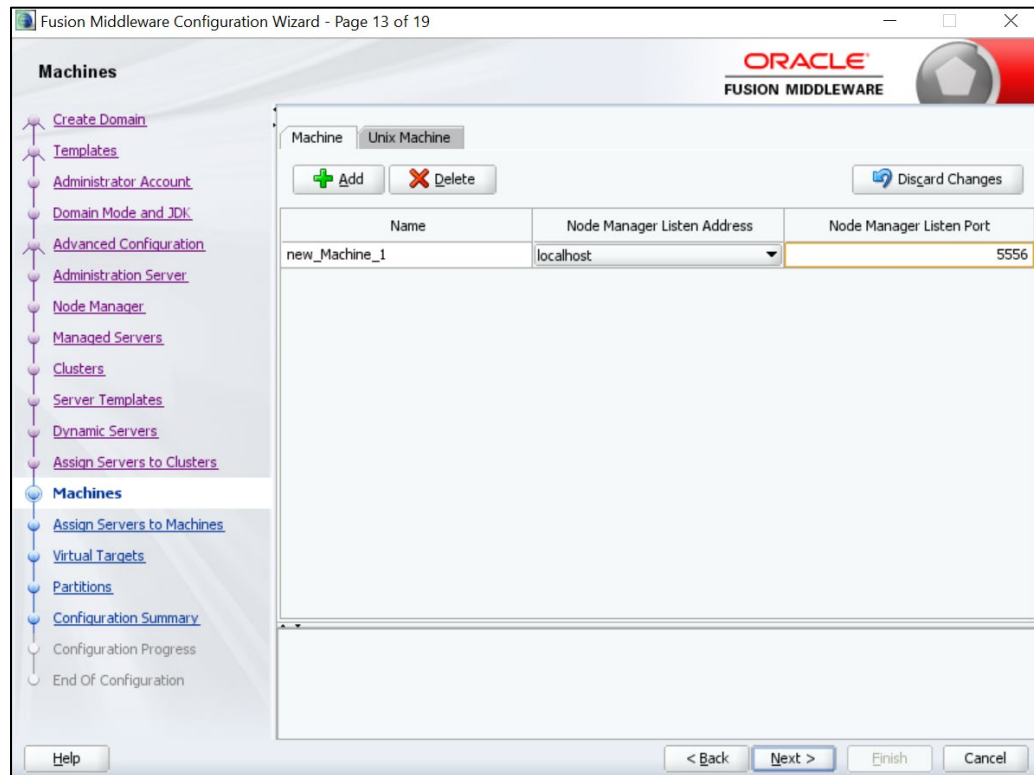 Fusion Middleware Configuration Wizard - Page 13 of 19
Machines
ORACLE
FUSION MIDDLEWARE
Create Domain
Templates
Administrator Account
Domain Mode and JDK
Advanced Configuration
Administration Server
Node Manager
Managed Servers
Clusters
Server Templates
Dynamic Servers
Assign Servers to Clusters
Machines
Assign Servers to Machines
Virtual Targets
Partitions
Configuration Summary
Configuration Progress
End Of Configuration
Machine Unix Machine
Add Delete Discard Changes
Name Node Manager Listen Address Node Manager Listen Port
new_Machine_1 localhost 5556
Help < Back Next > Finish Cancel